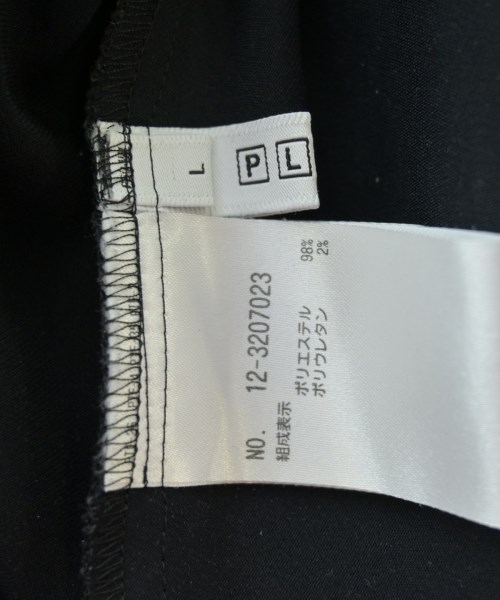 L
P L
NO. 12-3207023
組成表示
ポリエステル 98%
ポリウレタン 2%